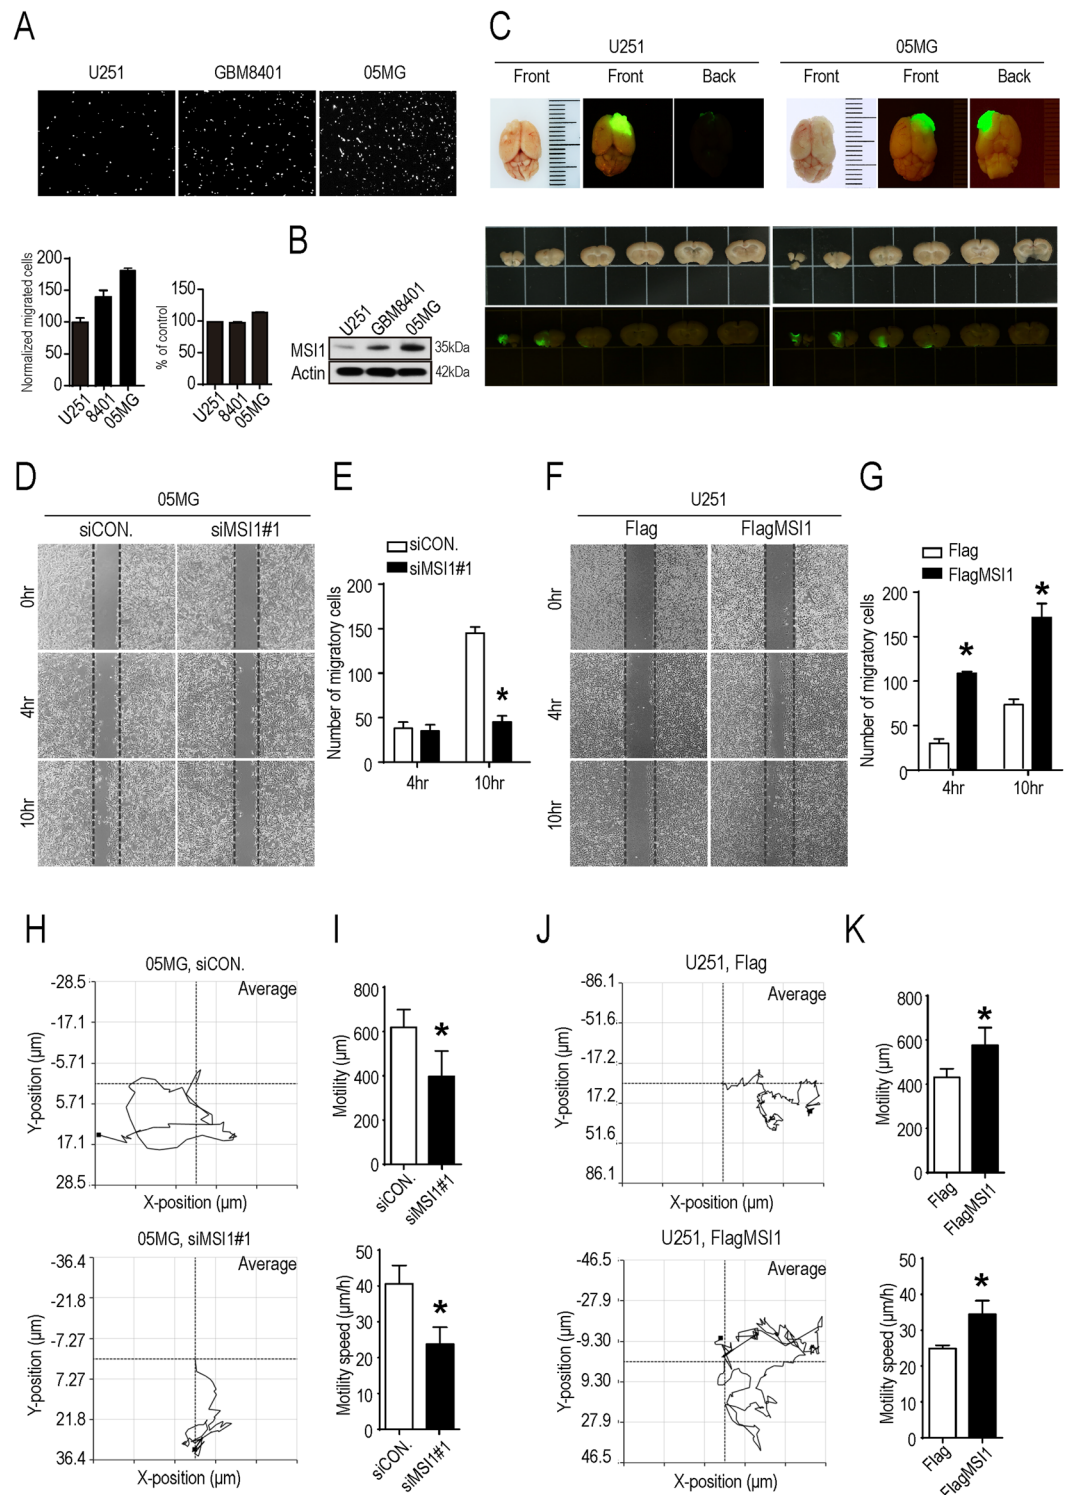 A
U251
GBM8401
05MG
Normalized migrated cells
200
150
100
50
0
U251
8401
05MG
% of control
150
100
50
0
U251
8401
05MG
B
U251
GBM8401
05MG
MSI1
35kDa
Actin
42kDa
C
U251
05MG
Front
Front
Back
Front
Front
Back
D
05MG
siCON.
siMSI1#1
0hr
4hr
10hr
E
siCON.
siMSI1#1
Number of migratory cells
200
150
100
50
0
*
4hr
10hr
F
U251
Flag
FlagMSI1
0hr
4hr
10hr
G
Flag
FlagMSI1
Number of migratory cells
200
150
100
50
0
*
*
4hr
10hr
H
05MG, siCON.
Average
Y-position (µm)
-28.5
-17.1
-5.71
5.71
17.1
28.5
X-position (µm)
05MG, siMSI1#1
Average
Y-position (µm)
-36.4
-21.8
-7.27
7.27
21.8
36.4
X-position (µm)
I
Motility (µm)
800
600
400
200
0
*
siCON.
siMSI1#1
Motility speed (µm/h)
50
40
30
20
10
0
*
siCON.
siMSI1#1
J
U251, Flag
Average
Y-position (µm)
-86.1
-51.6
-17.2
17.2
51.6
86.1
X-position (µm)
U251, FlagMSI1
Average
Y-position (µm)
-46.5
-27.9
-9.30
9.30
27.9
46.5
X-position (µm)
K
Motility (µm)
800
600
400
200
0
*
Flag
FlagMSI1
Motility speed (µm/h)
50
40
30
20
10
0
*
Flag
FlagMSI1